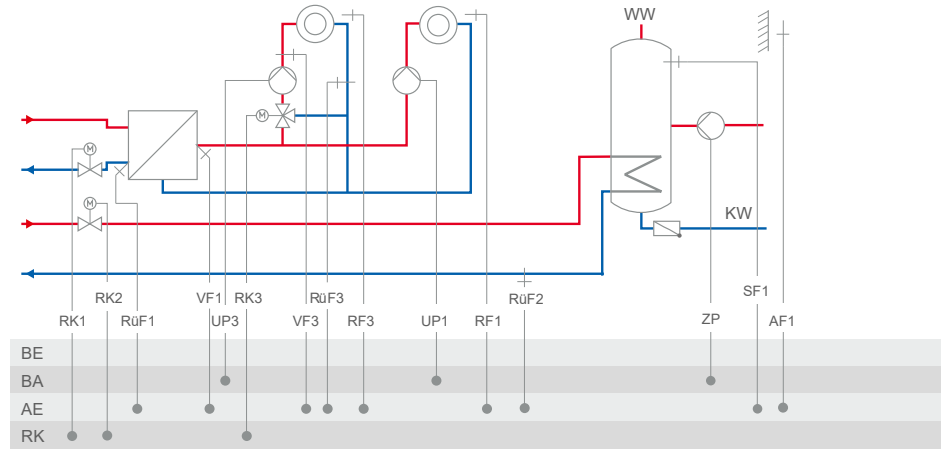 WW
M
M
M
KW
RK2
VF1
RK3
RüF3
RüF2
SF1
RK1
RüF1
UP3
VF3
RF3
UP1
RF1
ZP
AF1
BE
BA
AE
RK